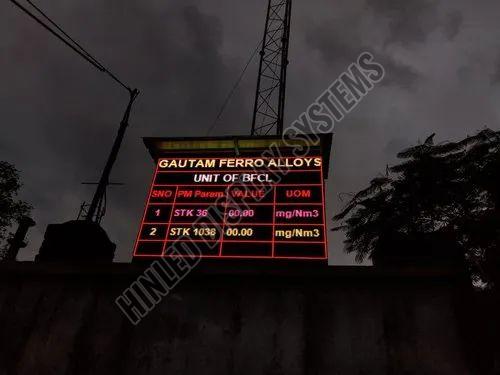 GAUTAM FERRO ALLOYS
UNIT OF BFCL
SNO PM Param VALUE UOM
1 STK 36 00.00 mg/Nm3
2 STK 1038 00.00 mg/Nm3
HINLED DISPLAY SYSTEMS